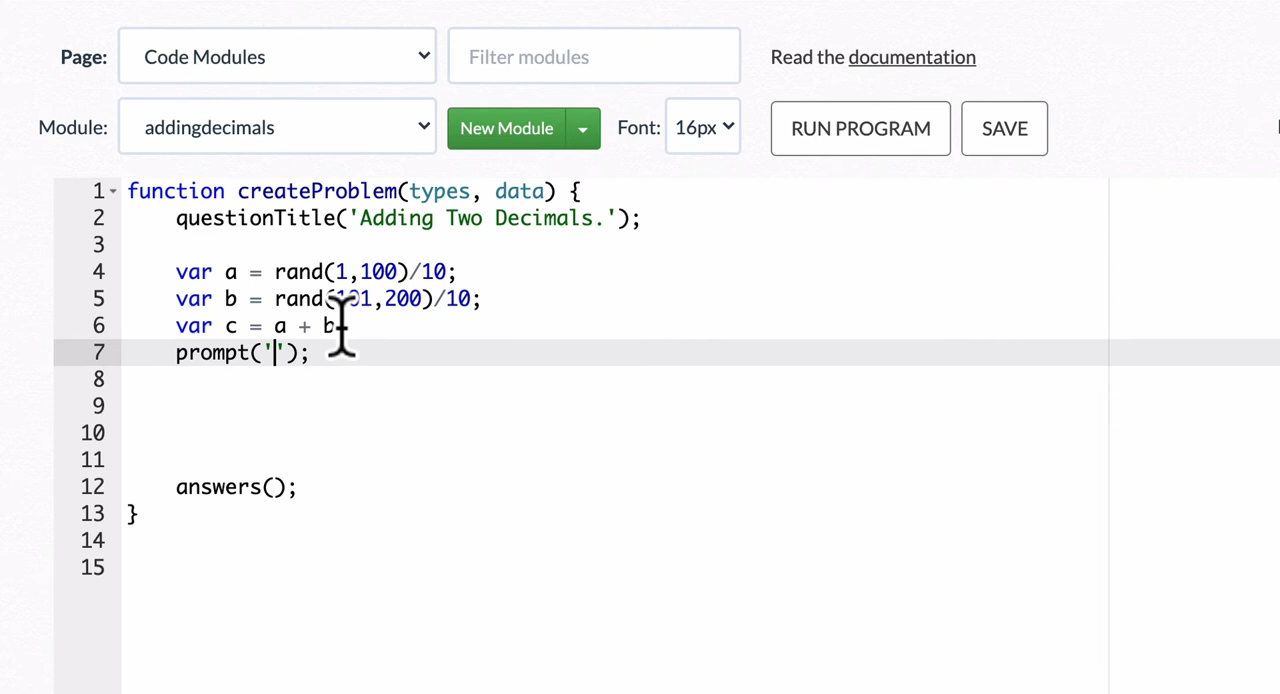 Page: Code Modules Filter modules Read the documentation
Module: addingdecimals New Module Font: 16px RUN PROGRAM SAVE
1 function createProblem(types, data) {
2 questionTitle('Adding Two Decimals.');
3
4 var a = rand(1,100)/10;
5 var b = rand(101,200)/10;
6 var c = a + b
7 prompt('');
8
9
10
11
12 answers();
13 }
14
15